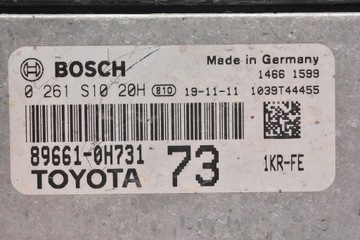 BOSCH Made in Germany
1466 1599
0 261 S10 20H 810 19-11-11 1039T44455
89661-0H731 73 1KR-FE
TOYOTA